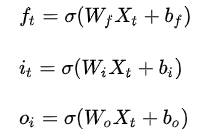 f_t = σ(W_f X_t + b_f)
i_t = σ(W_i X_t + b_i)
o_i = σ(W_o X_t + b_o)